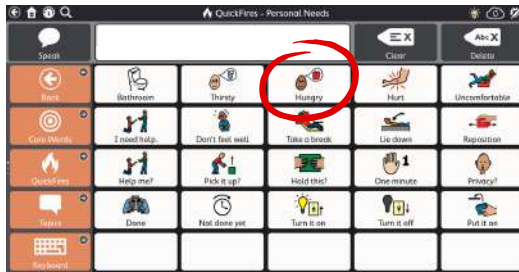 QuickFires - Personal Needs
Speak
X
Clear
Abc X
Delete
Back
Bathroom
Thirsty
Hungry
Hurt
Uncomfortable
Core Words
I need help.
Don't feel well
Take a break
Lie down
Reposition
QuickFires
Help me?
Pick it up?
Hold this?
1
One minute
Privacy?
Topics
Done
Not done yet
Turn it on
Turn it off
Put it on
Keyboard